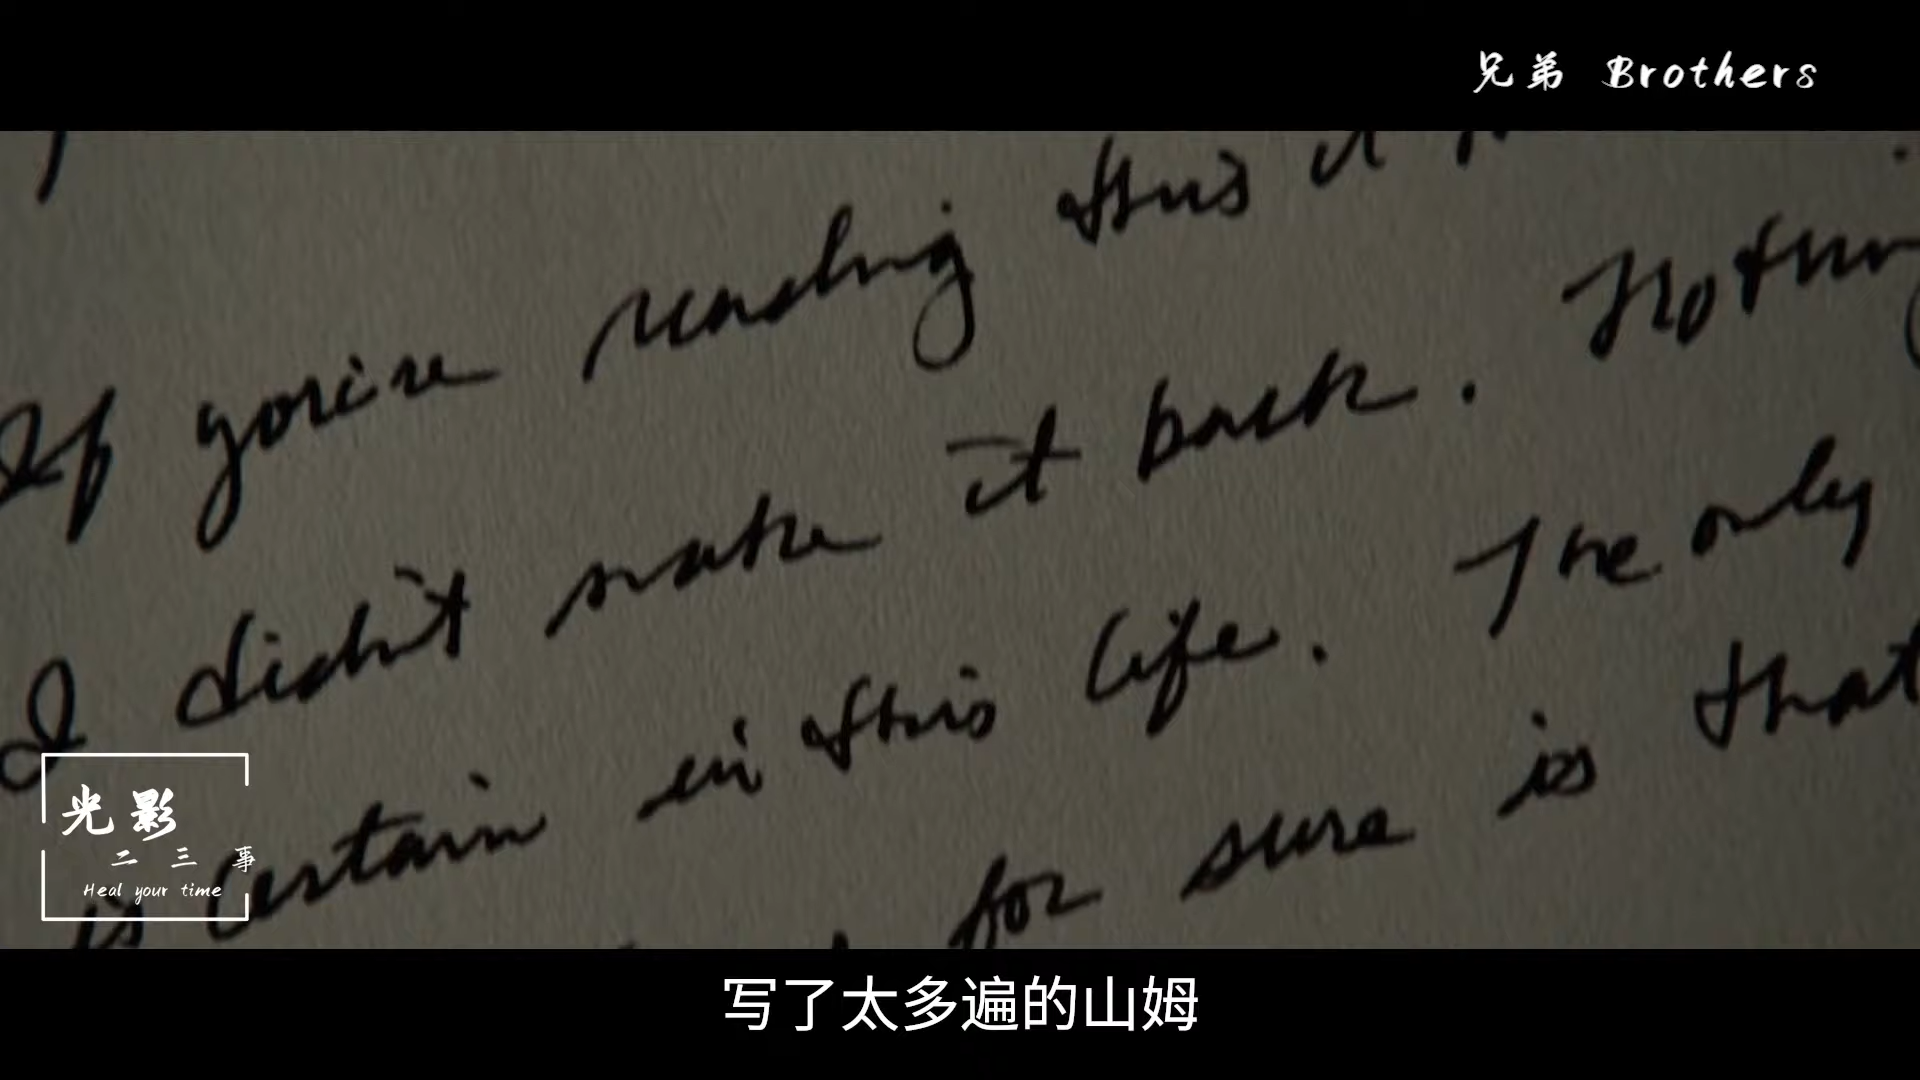 兄弟 Brothers
If you're reading this it
I didn't make it back. Nothin
is certain in this life. The only
for sure is that
光影
二三事
Heal your time
写了太多遍的山姆